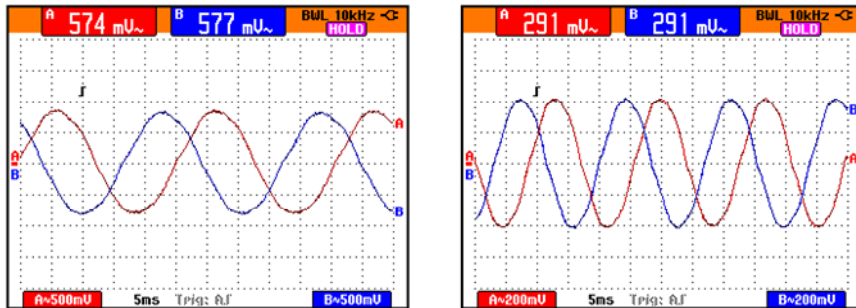 A 574 mV~ B 577 mV~ BWL 10kHz
HOLD
A
A
B
B
A~500mV 5ms Trig: A B~500mV
A 291 mV~ B 291 mV~ BWL 10kHz
HOLD
B
A
A
B
A~200mV 5ms Trig: A B~200mV